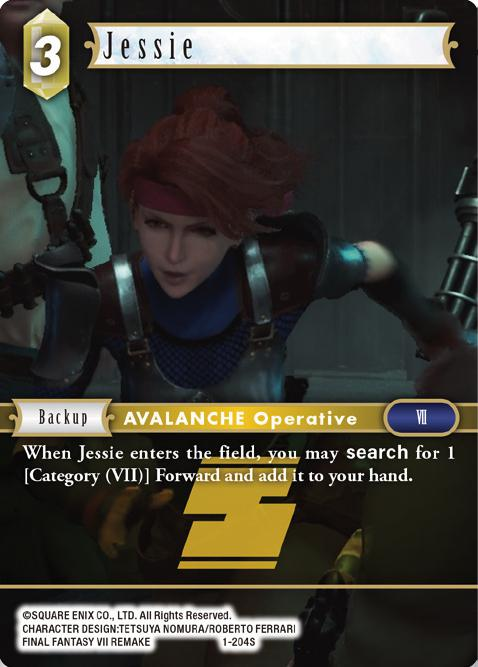 3
Jessie
Backup
AVALANCHE Operative
VII
When Jessie enters the field, you may search for 1
[Category (VII)] Forward and add it to your hand.
©SQUARE ENIX CO., LTD. All Rights Reserved.
CHARACTER DESIGN:TETSUYA NOMURA/ROBERTO FERRARI
FINAL FANTASY VII REMAKE 1-204S